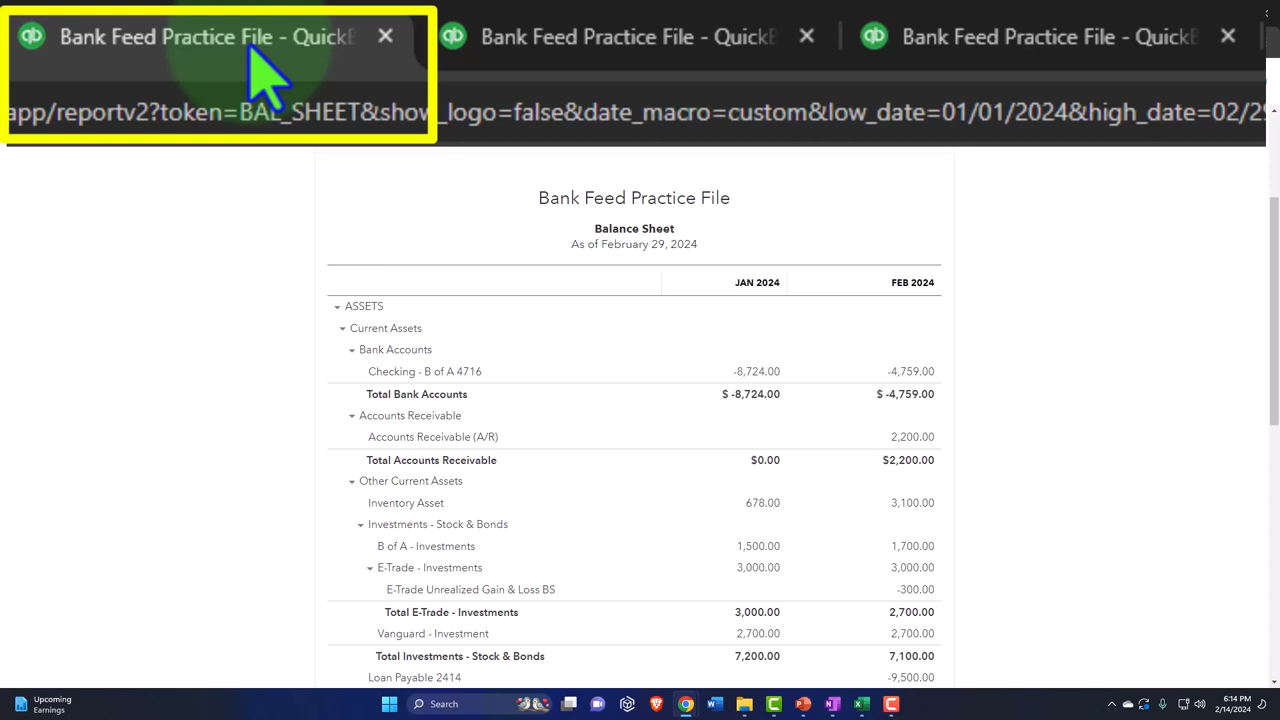 qb Bank Feed Practice File - QuickB qb Bank Feed Practice File - QuickB qb Bank Feed Practice File - QuickB
app/reportv2?token=BAL_SHEET&show_logo=false&date_macro=custom&low_date=01/01/2024&high_date=02/29
Bank Feed Practice File
Balance Sheet
As of February 29, 2024
JAN 2024 FEB 2024
ASSETS
Current Assets
Bank Accounts
Checking - B of A 4716 -8,724.00 -4,759.00
Total Bank Accounts $ -8,724.00 $ -4,759.00
Accounts Receivable
Accounts Receivable (A/R) 2,200.00
Total Accounts Receivable $0.00 $2,200.00
Other Current Assets
Inventory Asset 678.00 3,100.00
Investments - Stock & Bonds
B of A - Investments 1,500.00 1,700.00
E-Trade - Investments 3,000.00 3,000.00
E-Trade Unrealized Gain & Loss BS -300.00
Total E-Trade - Investments 3,000.00 2,700.00
Vanguard - Investment 2,700.00 2,700.00
Total Investments - Stock & Bonds 7,200.00 7,100.00
Loan Payable 2414 -9,500.00
Upcoming
Earnings
Search
6:14 PM
2/14/2024